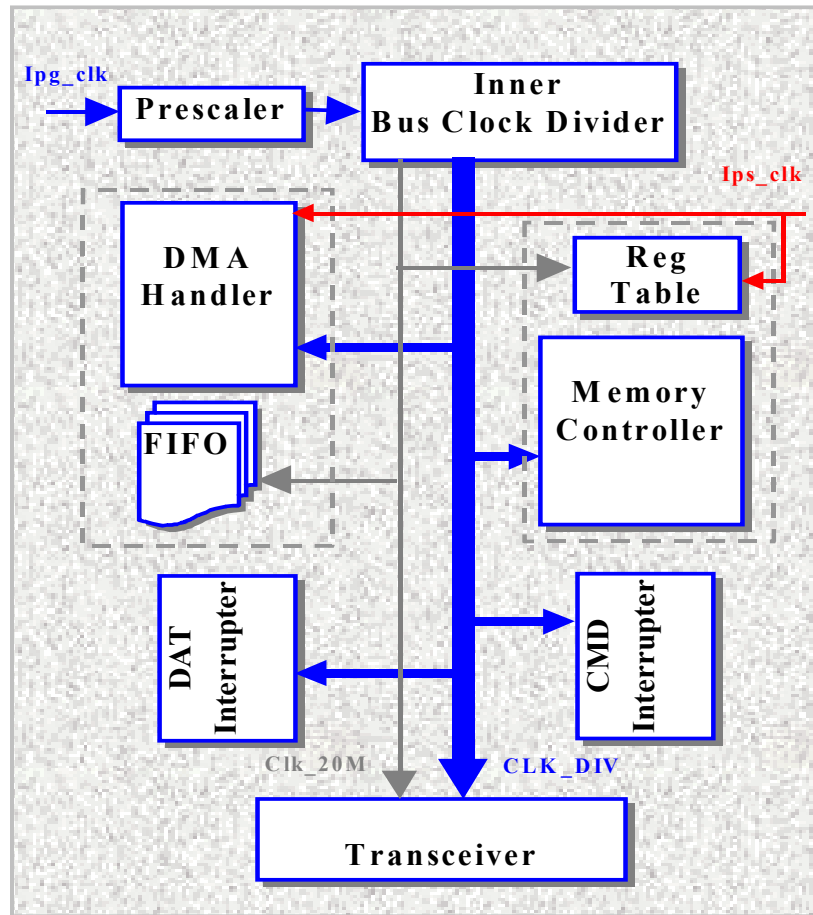 Ipg_clk
Prescaler
Inner
Bus Clock Divider
Ips_clk
DMA
Handler
Reg
Table
Memory
Controller
FIFO
DAT
Interrupter
CMD
Interrupter
Clk_20M
CLK_DIV
Transceiver